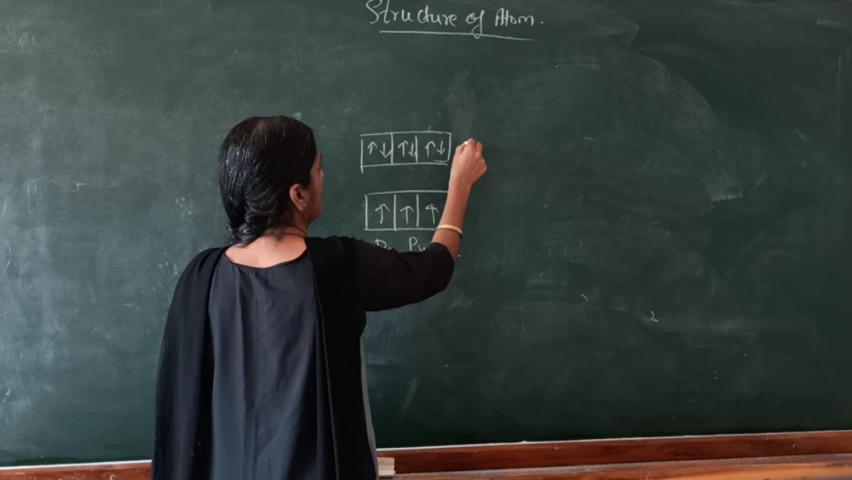 Structure of Atom.
↑↓ ↑↓ ↑↓
↑ ↑ ↑